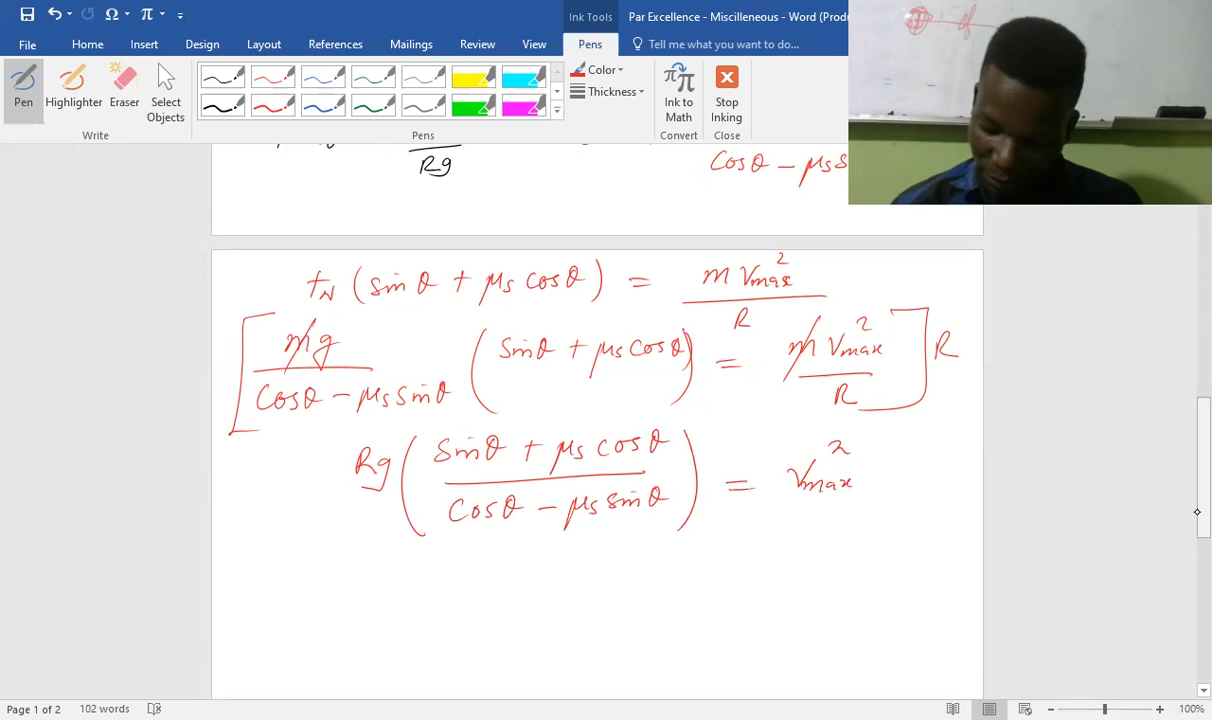 Ink Tools
Par Excellence - Miscilleneous - Word (Produ
File
Home
Insert
Design
Layout
References
Mailings
Review
View
Pens
Tell me what you want to do...
Pen
Highlighter
Eraser
Select Objects
Color
Thickness
Ink to Math
Stop Inking
Write
Pens
Convert
Close
Rg
Cosθ − μs
tN (sinθ + μs cosθ) = m Vmax² / R
[ mg / (Cosθ − μs sinθ) (sinθ + μs cosθ) = m Vmax² / R ] R
Rg ( (sinθ + μs cosθ) / (Cosθ − μs sinθ) ) = Vmax²
Page 1 of 2
102 words
100%